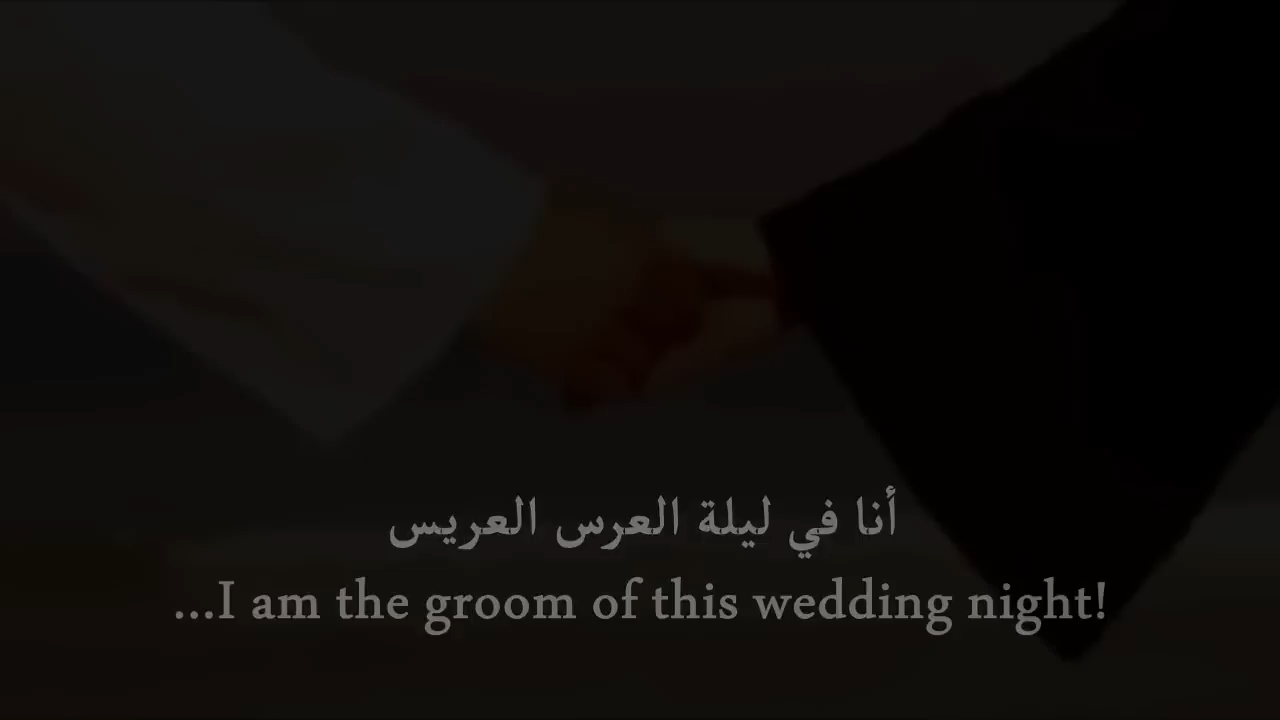 أنا في ليلة العرس العريس
...I am the groom of this wedding night!